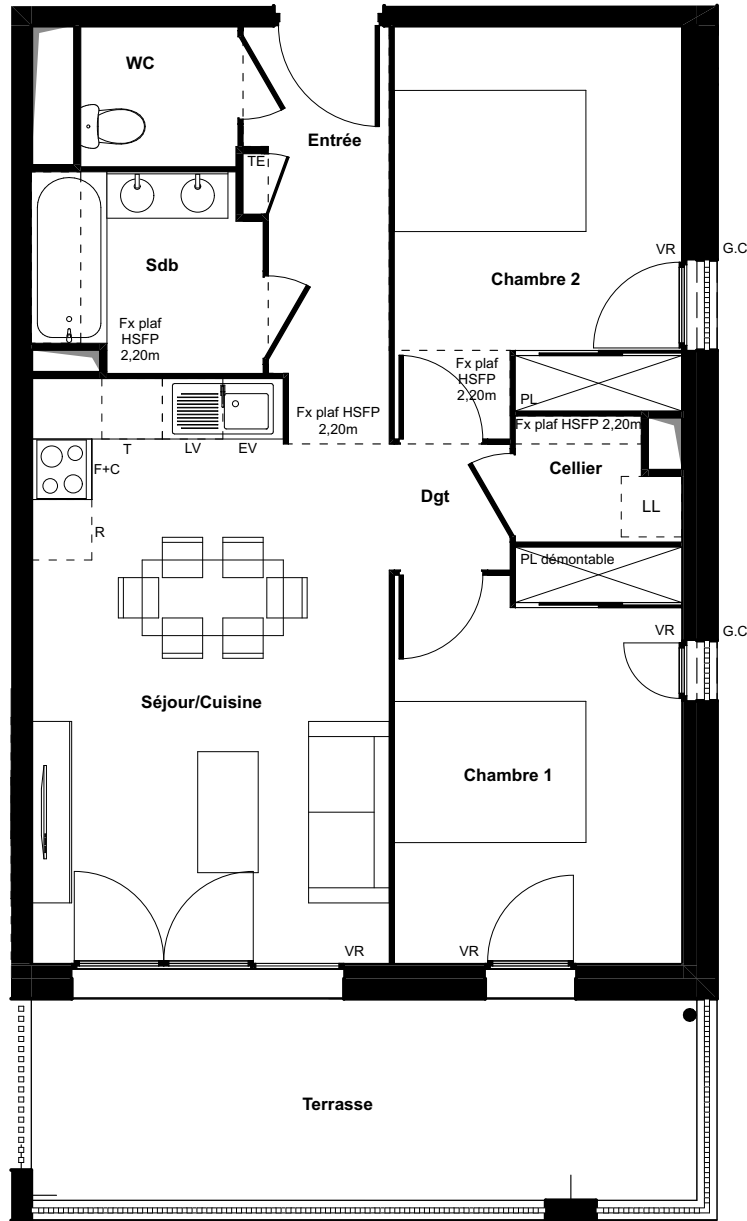 WC
Entrée
TE
Sdb
VR
G.C
Chambre 2
Fx plaf
HSFP
2,20m
Fx plaf
HSFP
2,20m
PL
Fx plaf HSFP
2,20m
Fx plaf HSFP 2,20m
T
LV
EV
F+C
Cellier
Dgt
LL
R
PL démontable
VR
G.C
Séjour/Cuisine
Chambre 1
VR
VR
Terrasse